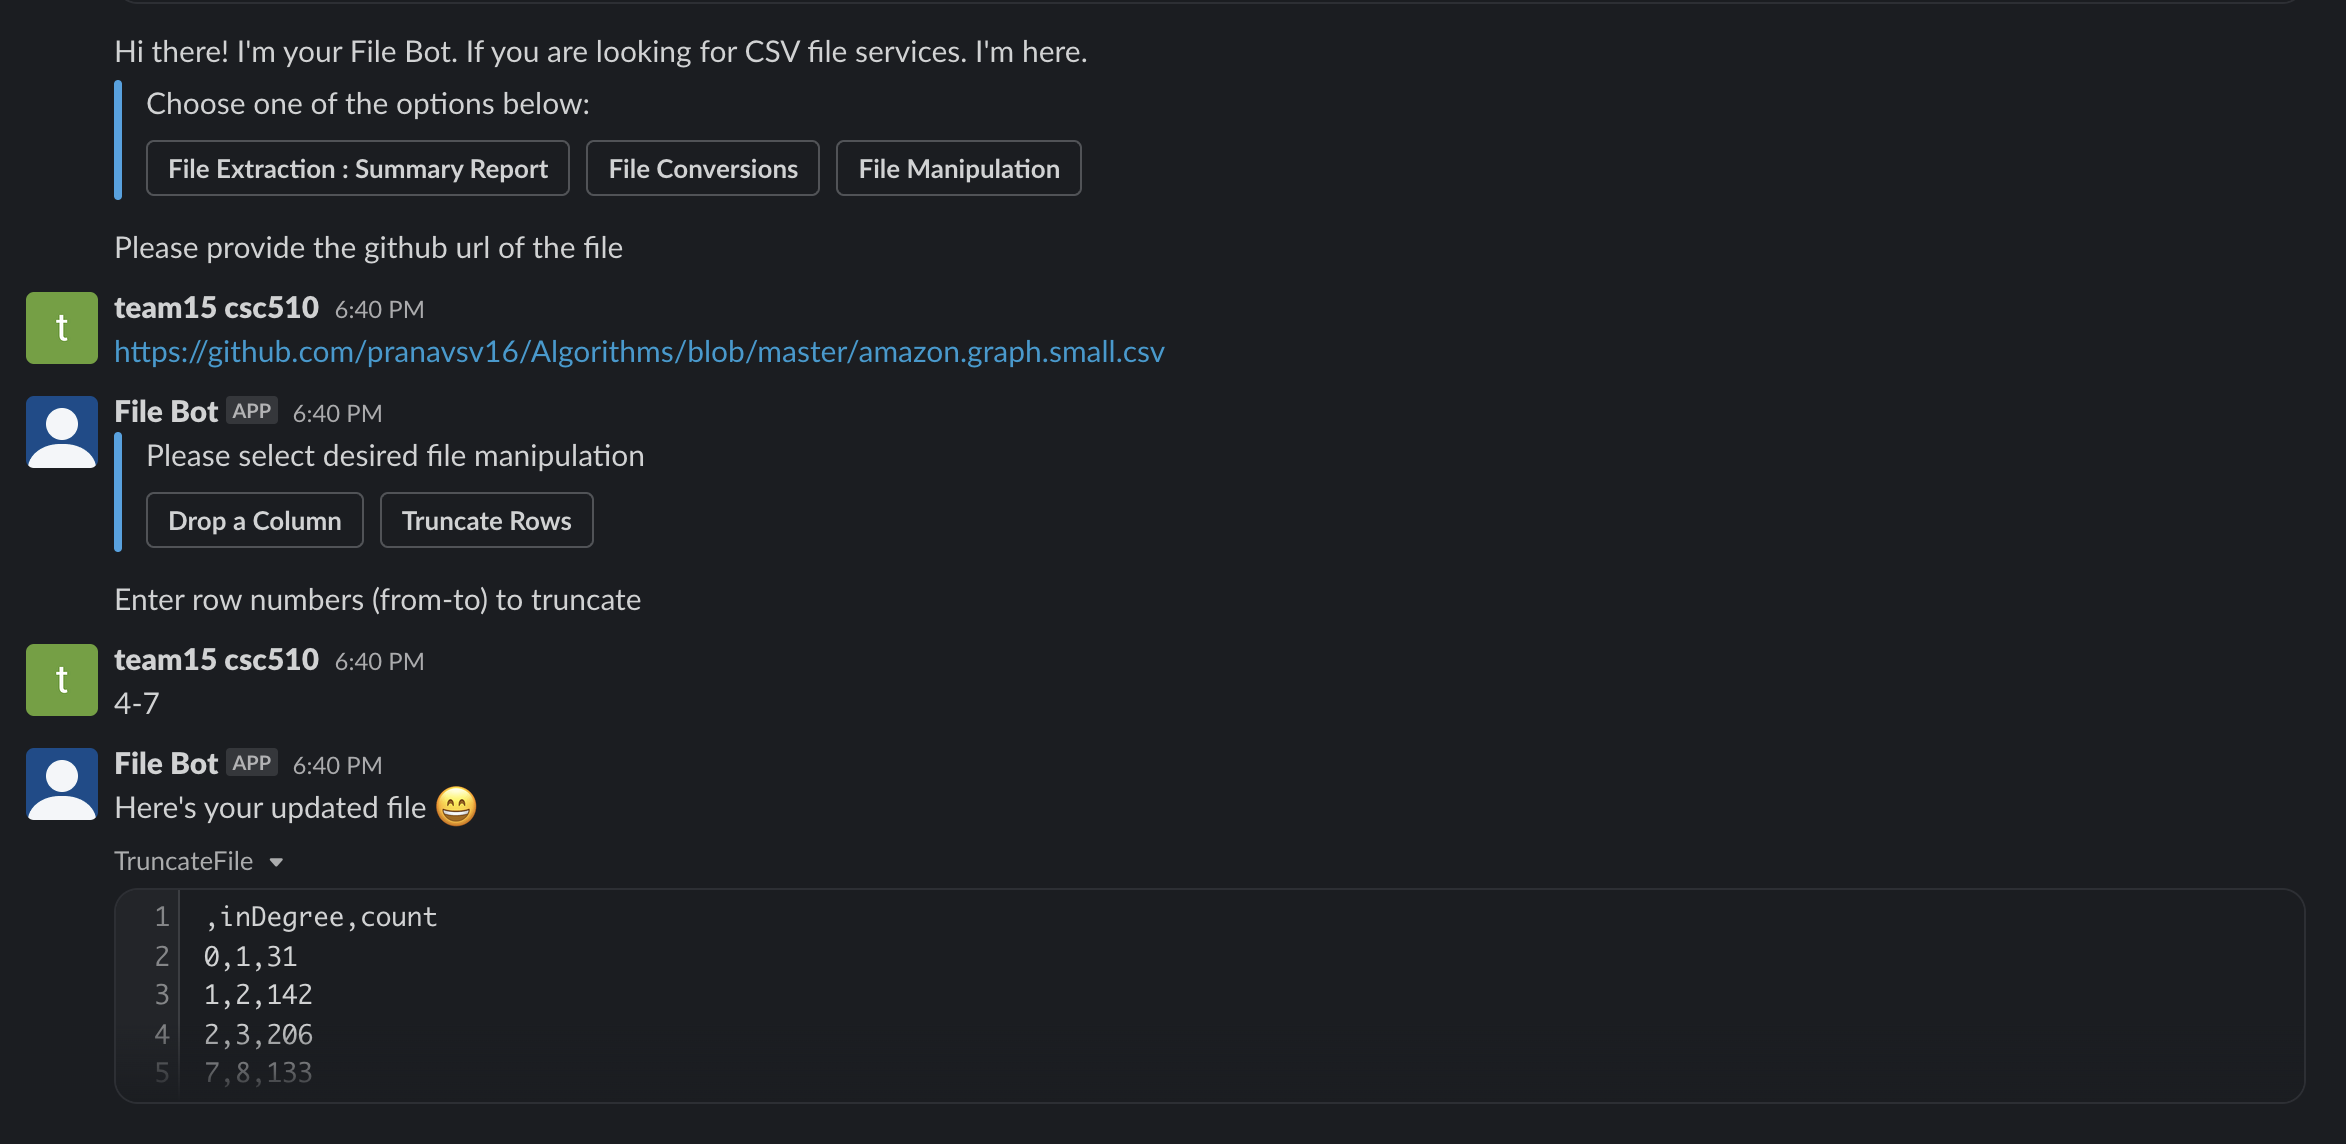 Hi there! I'm your File Bot. If you are looking for CSV file services. I'm here.
Choose one of the options below:
File Extraction : Summary Report File Conversions File Manipulation
Please provide the github url of the file
t team15 csc510 6:40 PM
https://github.com/pranavsv16/Algorithms/blob/master/amazon.graph.small.csv
File Bot APP 6:40 PM
Please select desired file manipulation
Drop a Column Truncate Rows
Enter row numbers (from-to) to truncate
t team15 csc510 6:40 PM
4-7
File Bot APP 6:40 PM
Here's your updated file 😄
TruncateFile
1 ,inDegree,count
2 0,1,31
3 1,2,142
4 2,3,206
5 7,8,133